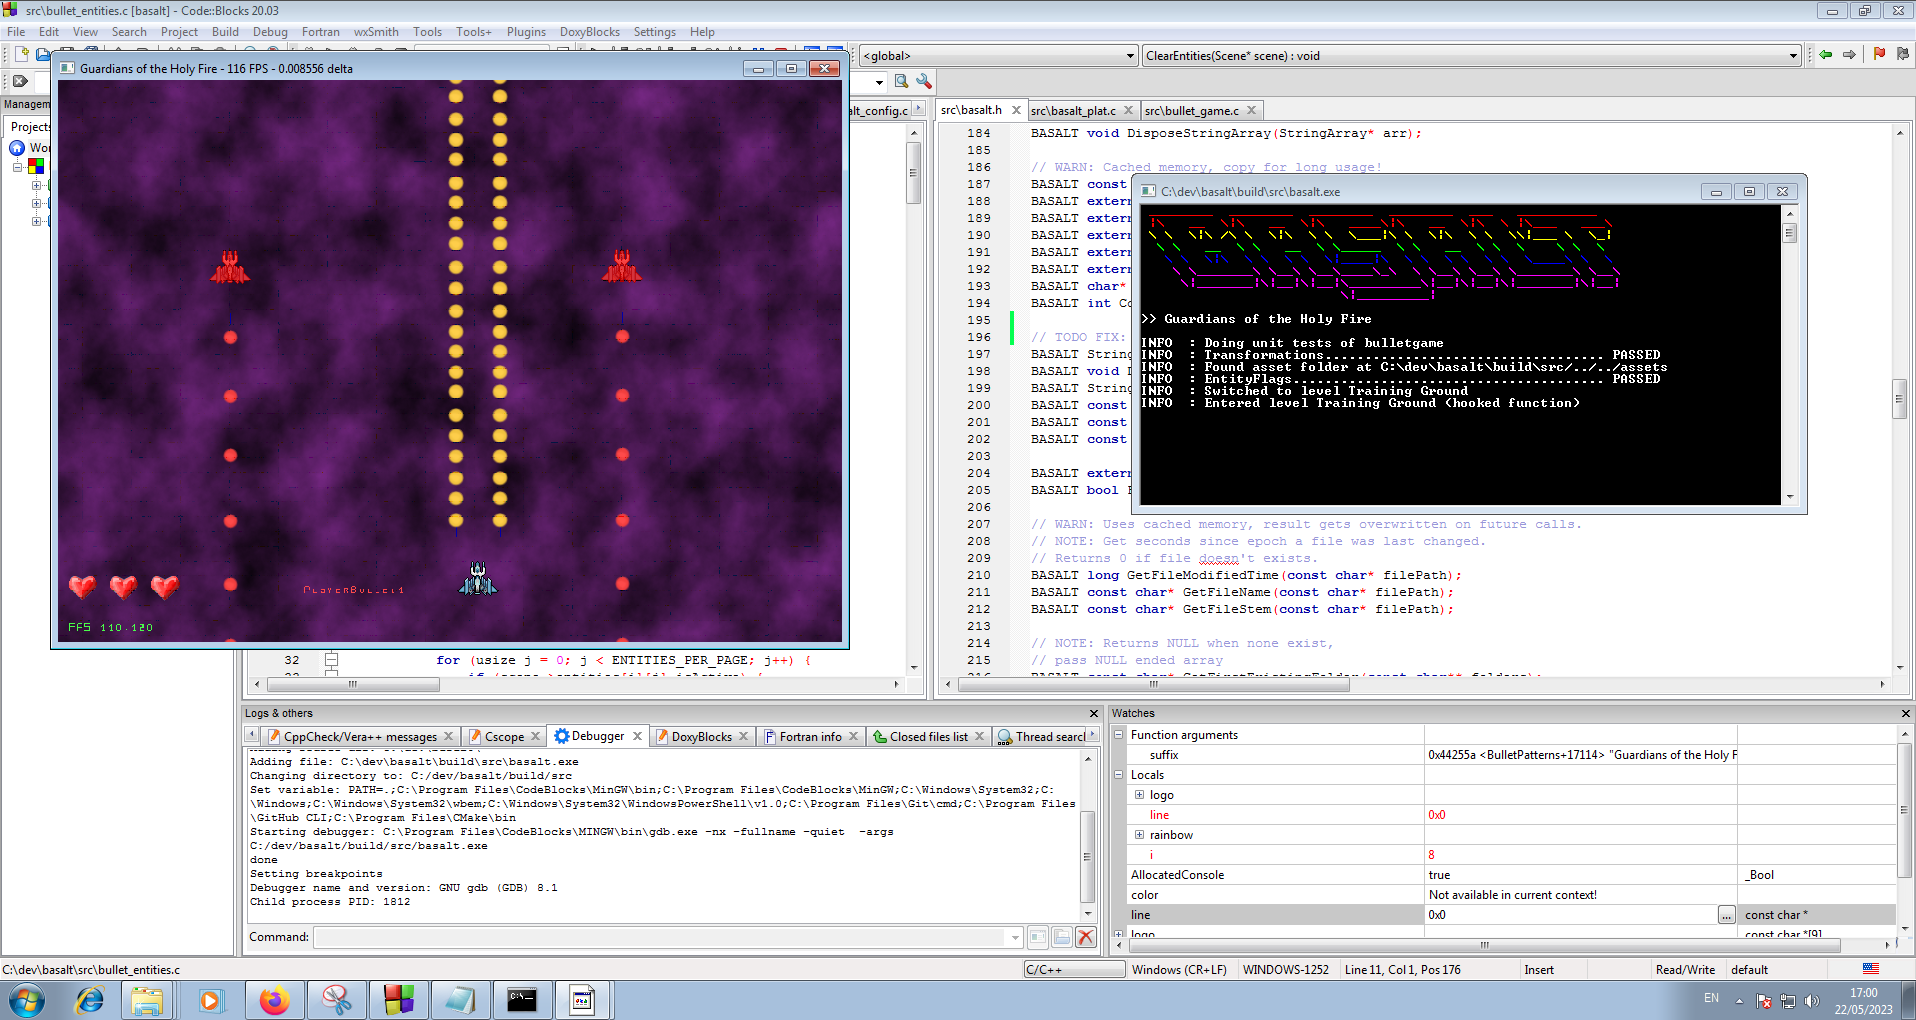 src\bullet_entities.c [basalt] - Code::Blocks 20.03
File Edit View Search Project Build Debug Fortran wxSmith Tools Tools+ Plugins DoxyBlocks Settings Help
<global>
ClearEntities(Scene* scene) : void
Guardians of the Holy Fire - 116 FPS - 0.008556 delta
Managem
Projects
Wor
PlayerBullet1
FPS 110.120
alt_config.c
src\basalt.h
src\basalt_plat.c
src\bullet_game.c
184 BASALT void DisposeStringArray(StringArray* arr);
185
186 // WARN: Cached memory, copy for long usage!
187 BASALT const
188 BASALT extern
189 BASALT extern
190 BASALT extern
191 BASALT extern
192 BASALT extern
193 BASALT char*
194 BASALT int Co
195
196 // TODO FIX:
197 BASALT String
198 BASALT void D
199 BASALT String
200 BASALT const
201 BASALT const
202 BASALT const
203
204 BASALT extern
205 BASALT bool
206
207 // WARN: Uses cached memory, result gets overwritten on future calls.
208 // NOTE: Get seconds since epoch a file was last changed.
209 // Returns 0 if file doesn't exists.
210 BASALT long GetFileModifiedTime(const char* filePath);
211 BASALT const char* GetFileName(const char* filePath);
212 BASALT const char* GetFileStem(const char* filePath);
213
214 // NOTE: Returns NULL when none exist,
215 // pass NULL ended array
216 BASALT const char* GetFirstExistingFolder(const char** folders);
C:\dev\basalt\build\src\basalt.exe
>> Guardians of the Holy Fire
INFO : Doing unit tests of bulletgame
INFO : Transformations................................... PASSED
INFO : Found asset folder at C:\dev\basalt\build\src/../../assets
INFO : EntityFlags....................................... PASSED
INFO : Switched to level Training Ground
INFO : Entered level Training Ground (hooked function)
32 for (usize j = 0; j < ENTITIES_PER_PAGE; j++) {
Logs & others
CppCheck/Vera++ messages
Cscope
Debugger
DoxyBlocks
Fortran info
Closed files list
Thread search
Adding file: C:\dev\basalt\build\src\basalt.exe
Changing directory to: C:/dev/basalt/build/src
Set variable: PATH=.;C:\Program Files\CodeBlocks\MinGW\bin;C:\Program Files\CodeBlocks\MinGW;C:\Windows\System32;C:
\Windows;C:\Windows\System32\wbem;C:\Windows\System32\WindowsPowerShell\v1.0;C:\Program Files\Git\cmd;C:\Program Files
\GitHub CLI;C:\Program Files\CMake\bin
Starting debugger: C:\Program Files\CodeBlocks\MINGW\bin\gdb.exe -nx -fullname -quiet -args
C:/dev/basalt/build/src/basalt.exe
done
Setting breakpoints
Debugger name and version: GNU gdb (GDB) 8.1
Child process PID: 1812
Command:
Watches
Function arguments
suffix 0x44255a <BulletPatterns+17114> "Guardians of the Holy F
Locals
logo
line 0x0
rainbow
i 8
AllocatedConsole true _Bool
color Not available in current context!
line 0x0 ... const char *
logo const char *[9]
C:\dev\basalt\src\bullet_entities.c
C/C++
Windows (CR+LF)
WINDOWS-1252
Line 11, Col 1, Pos 176
Insert
Read/Write
default
EN
17:00
22/05/2023